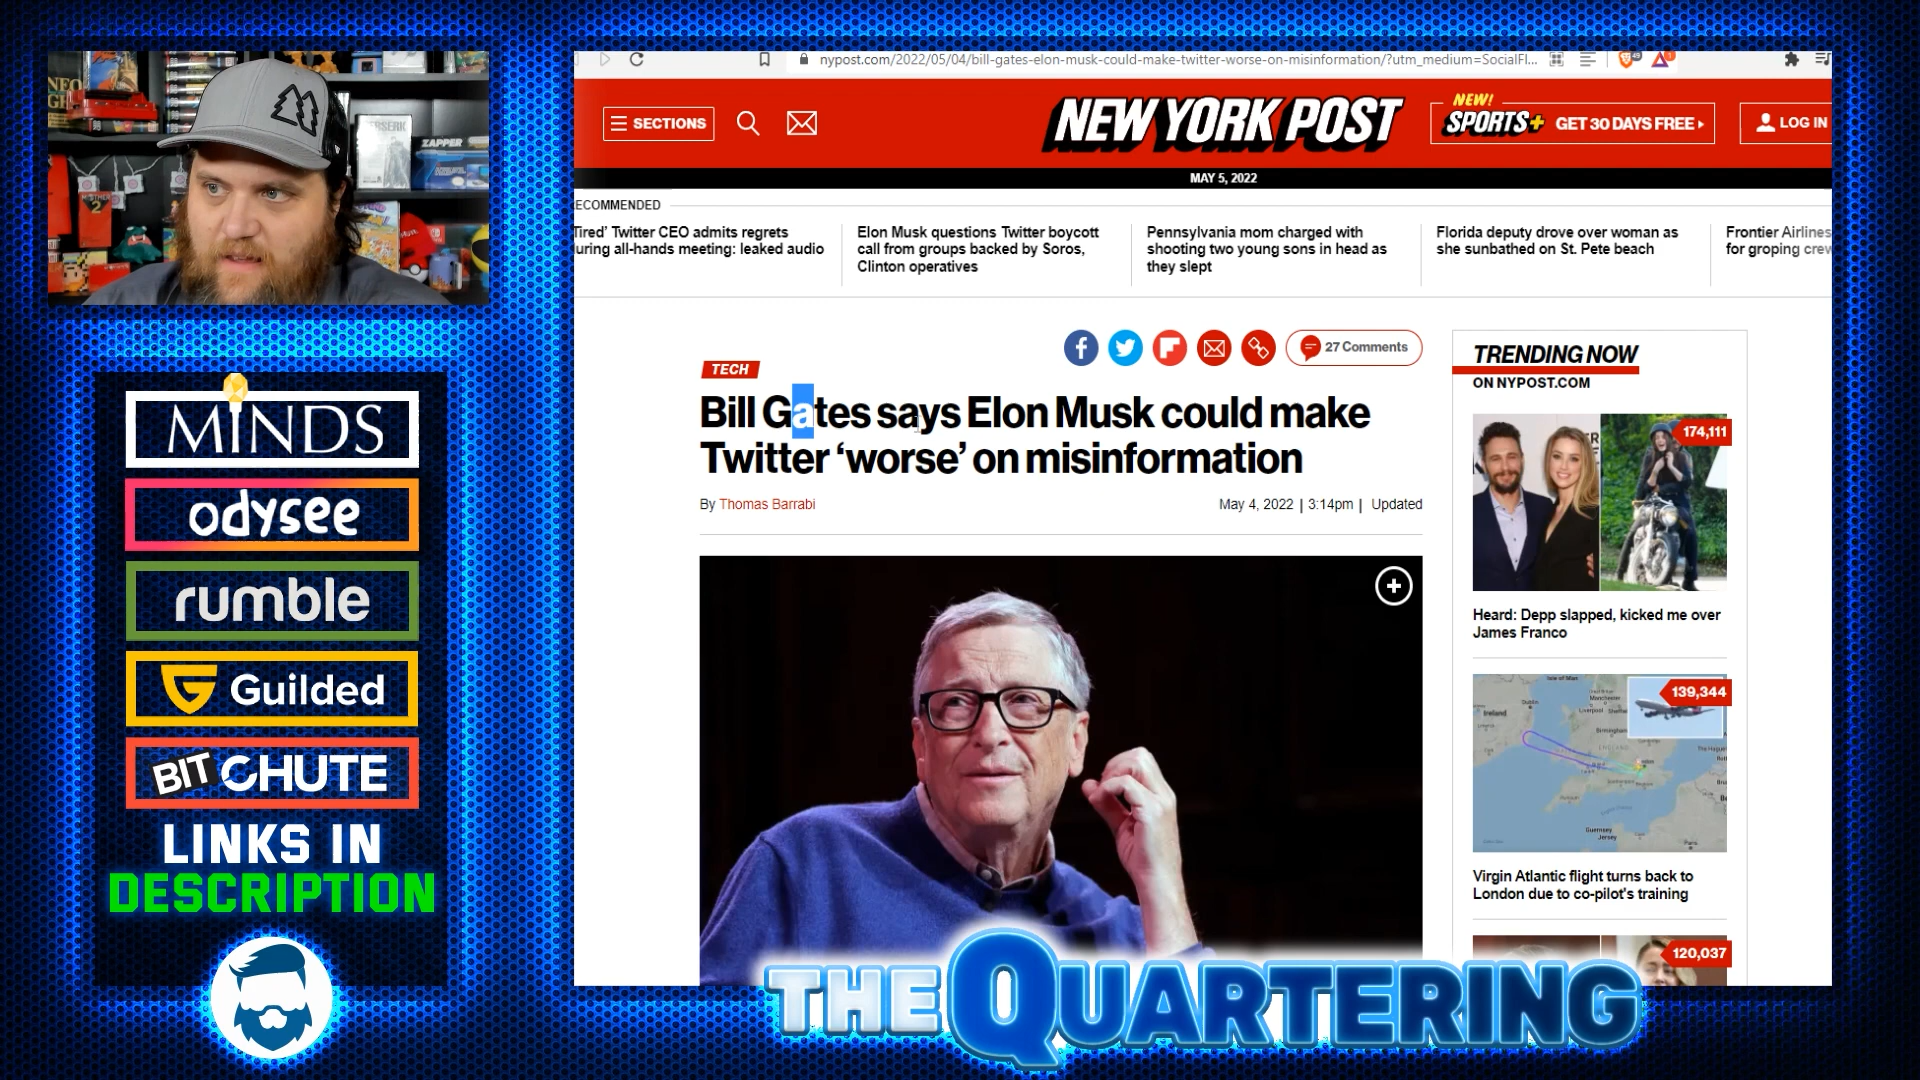 nypost.com/2022/05/04/bill-gates-elon-musk-could-make-twitter-worse-on-misinformation/?utm_medium=SocialFl...
SECTIONS
NEW YORK POST
NEW!
SPORTS+ GET 30 DAYS FREE
LOG IN
MAY 5, 2022
ECOMMENDED
Tired' Twitter CEO admits regrets
uring all-hands meeting: leaked audio
Elon Musk questions Twitter boycott
call from groups backed by Soros,
Clinton operatives
Pennsylvania mom charged with
shooting two young sons in head as
they slept
Florida deputy drove over woman as
she sunbathed on St. Pete beach
Frontier Airlines
for groping crew
27 Comments
TECH
Bill Gates says Elon Musk could make
Twitter ‘worse’ on misinformation
By Thomas Barrabi
May 4, 2022 | 3:14pm | Updated
TRENDING NOW
ON NYPOST.COM
174,111
Heard: Depp slapped, kicked me over
James Franco
139,344
Virgin Atlantic flight turns back to
London due to co-pilot's training
120,037
ZAPPER
MOTHER
2
MINDS
odysee
rumble
Guilded
BITCHUTE
LINKS IN
DESCRIPTION
THE QUARTERING